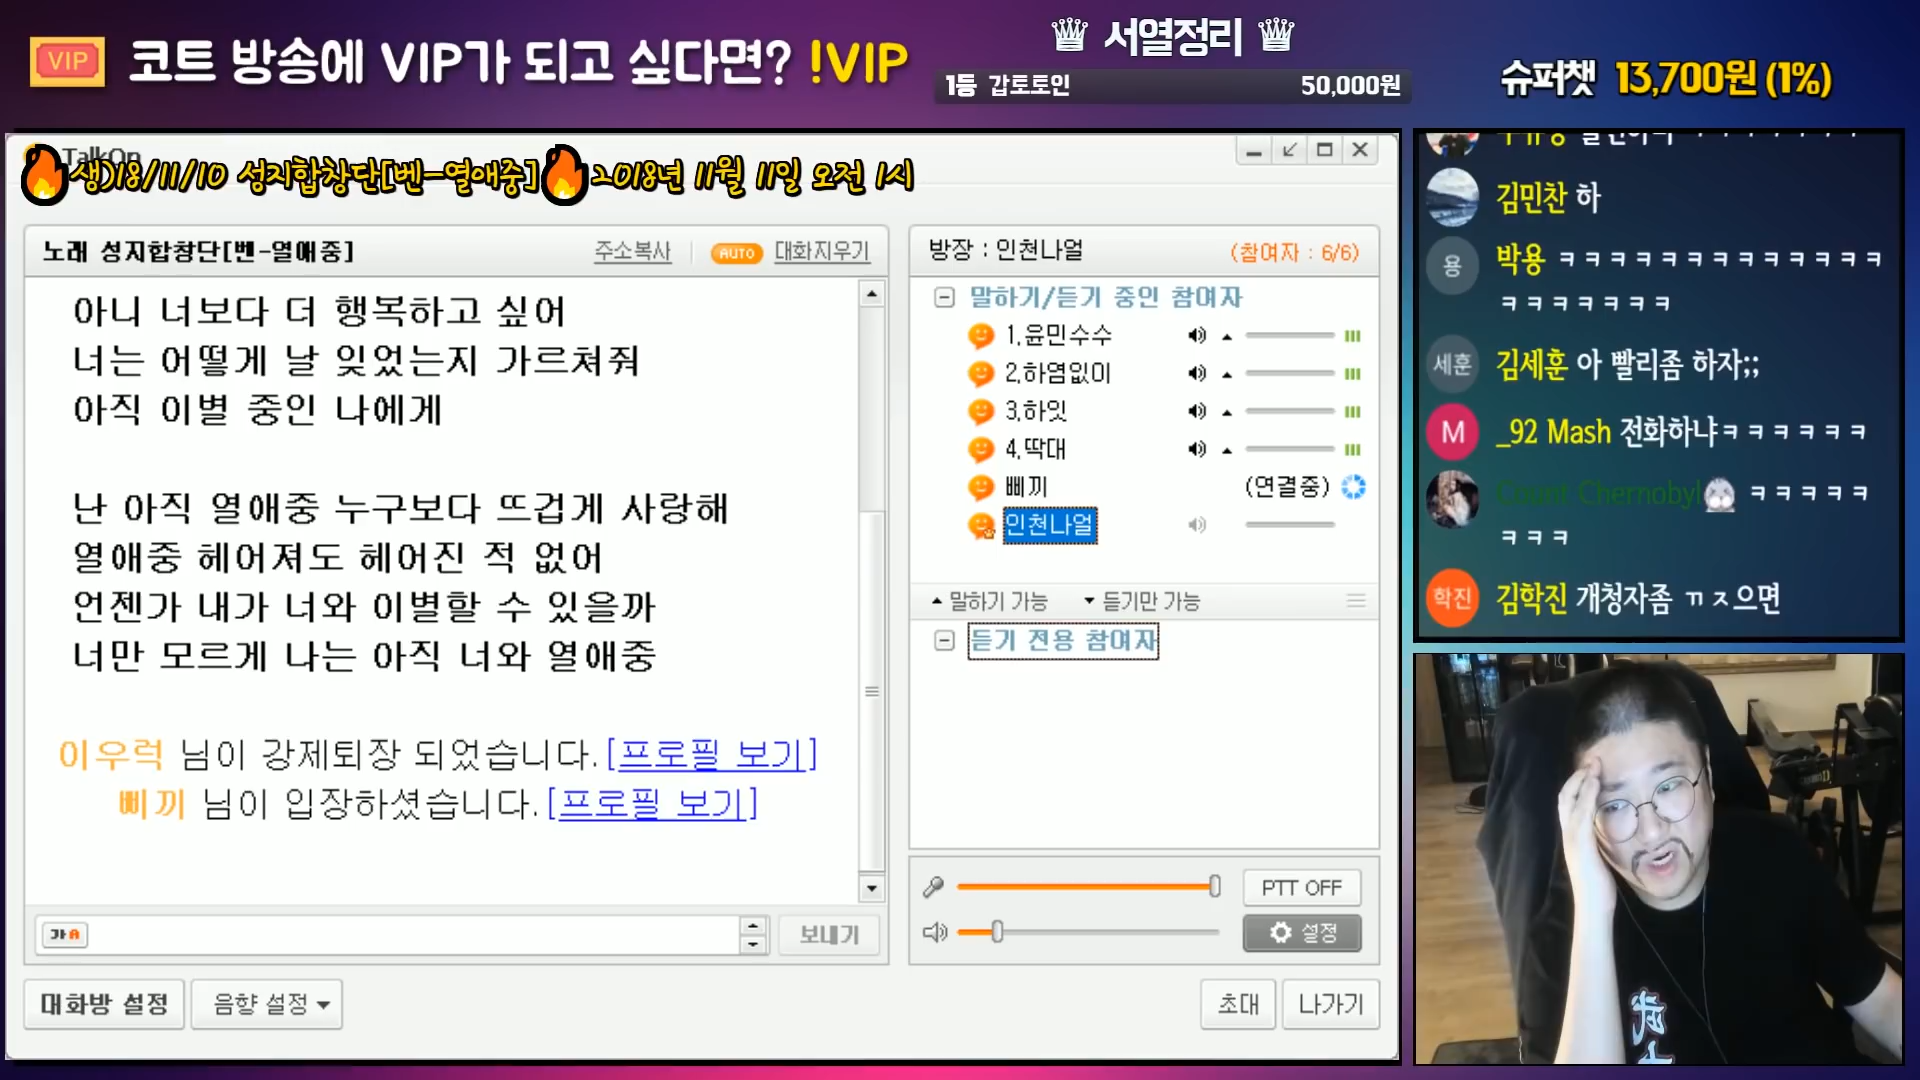 VIP 코트 방송에 VIP가 되고 싶다면? !VIP
서열정리
1등 갑토토인 50,000원
슈퍼챗 13,700원 (1%)
TalkOn
생)18/11/10 성지합창단[벤-열애중] 2018년 11월 11일 오전 1시
노래 성지합창단[벤-열애중] 주소복사 AUTO 대화지우기
아니 너보다 더 행복하고 싶어
너는 어떻게 날 잊었는지 가르쳐줘
아직 이별 중인 나에게
난 아직 열애중 누구보다 뜨겁게 사랑해
열애중 헤어져도 헤어진 적 없어
언젠가 내가 너와 이별할 수 있을까
너만 모르게 나는 아직 너와 열애중
이우럭 님이 강제퇴장 되었습니다.[프로필 보기]
삐끼 님이 입장하셨습니다.[프로필 보기]
가A
보내기
대화방 설정
음향 설정
방장 : 인천나얼 (참여자 : 6/6)
말하기/듣기 중인 참여자
1.윤민수수
2.하염없이
3.하잇
4.딱대
삐끼 (연결중)
인천나얼
말하기 가능 듣기만 가능
듣기 전용 참여자
PTT OFF
설정
초대
나가기
김민찬 하
용 박용 ㅋㅋㅋㅋㅋㅋㅋㅋㅋㅋㅋㅋㅋ
ㅋㅋㅋㅋㅋㅋㅋ
세훈 김세훈 아 빨리좀 하자;;
M _92 Mash 전화하냐ㅋㅋㅋㅋㅋㅋ
Count Chernobyl ㅋㅋㅋㅋㅋ
ㅋㅋㅋ
학진 김학진 개청자좀 ㄲㅈ으면